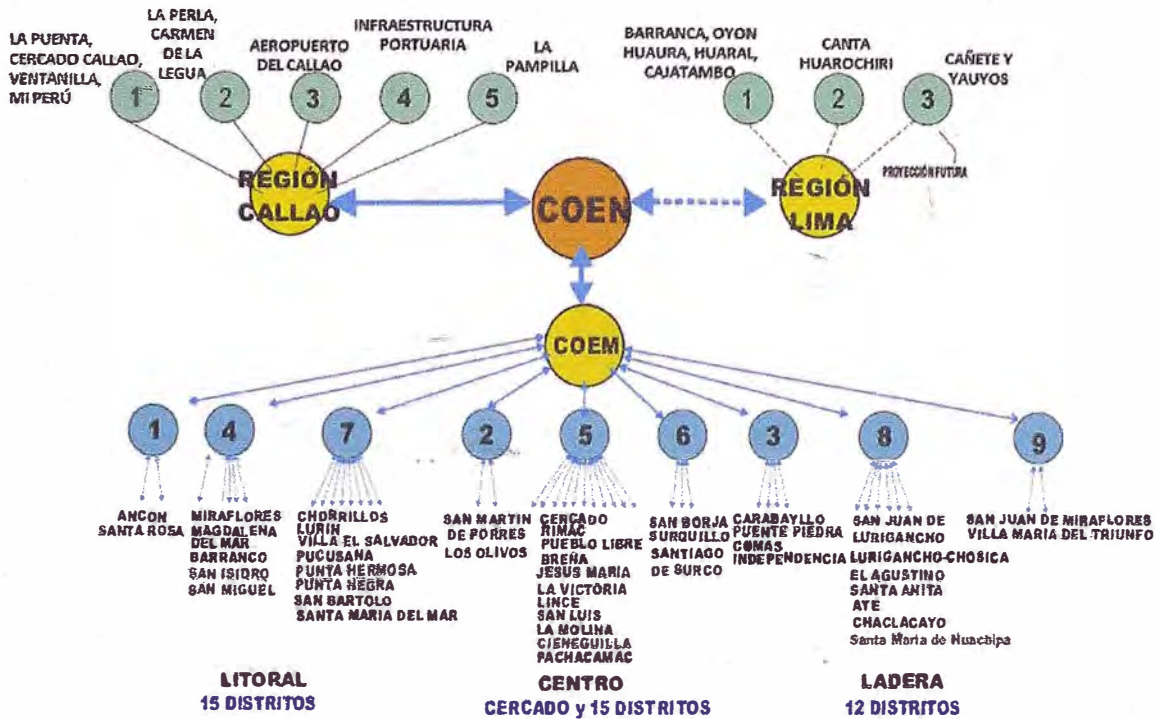 LA PUENTA,
CERCADO CALLAO,
VENTANILLA,
MI PERÚ
LA PERLA,
CARMEN
DE LA
LEGUA
AEROPUERTO
DEL CALLAO
INFRAESTRUCTURA
PORTUARIA
LA
PAMPILLA
1
2
3
4
5
REGIÓN
CALLAO
BARRANCA, OYON
HUAURA, HUARAL,
CAJATAMBO,
CANTA
HUAROCHIRI
CAÑETE Y
YAUYOS
1
2
3
PROYECCIÓN FUTURA
REGIÓN
LIMA
COEN
COEM
1
4
7
2
5
6
3
8
9
ANCON
SANTA ROSA
MIRAFLORES
MAGDALENA
DEL MAR
BARRANCO
SAN ISIDRO
SAN MIGUEL
CHORRILLOS
LURIN
VILLA EL SALVADOR
PUCUSANA
PUNTA HERMOSA
PUNTA NEGRA
SAN BARTOLO
SANTA MARIA DEL MAR
SAN MARTIN
DE PORRES
LOS OLIVOS
CERCADO
RIMAC
PUEBLO LIBRE
BREÑA
JESUS MARIA
LA VICTORIA
LINCE
SAN LUIS
LA MOLINA
CIENEGUILLA
PACHACAMAC
SAN BORJA
SURQUILLO
SANTIAGO
DE SURCO
CARABAYLLO
PUENTE PIEDRA
COMAS
INDEPENDENCIA
SAN JUAN DE
LURIGANCHO
LURIGANCHO-CHOSICA
EL AGUSTINO
SANTA ANITA
ATE
CHACLACAYO
Santa Maria de Huachipa
SAN JUAN DE MIRAFLORES
VILLA MARIA DEL TRIUNFO
LITORAL
15 DISTRITOS
CENTRO
CERCADO y 15 DISTRITOS
LADERA
12 DISTRITOS